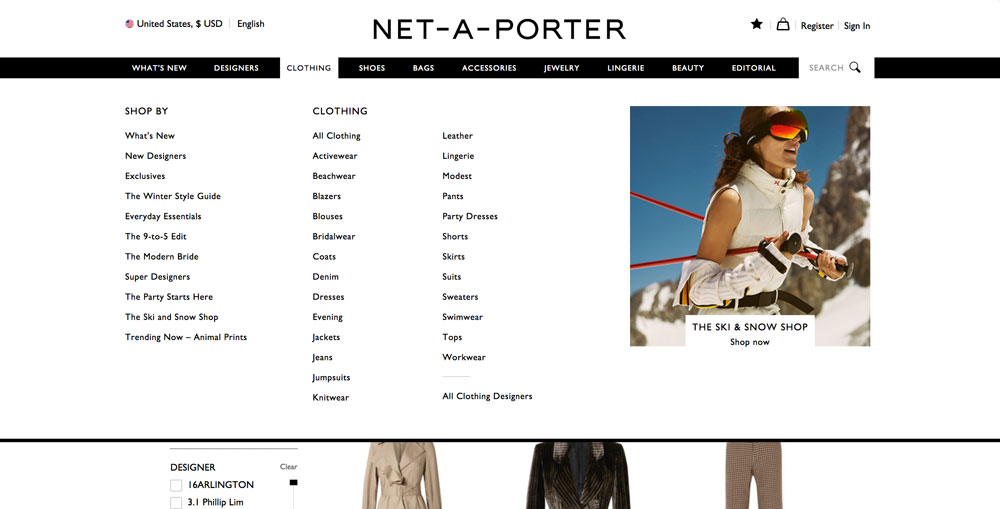 United States, $ USD
English
NET-A-PORTER
Register
Sign In
WHAT'S NEW
DESIGNERS
CLOTHING
SHOES
BAGS
ACCESSORIES
JEWELRY
LINGERIE
BEAUTY
EDITORIAL
SEARCH
SHOP BY
What's New
New Designers
Exclusives
The Winter Style Guide
Everyday Essentials
The 9-to-5 Edit
The Modern Bride
Super Designers
The Party Starts Here
The Ski and Snow Shop
Trending Now – Animal Prints
CLOTHING
All Clothing
Activewear
Beachwear
Blazers
Blouses
Bridalwear
Coats
Denim
Dresses
Evening
Jackets
Jeans
Jumpsuits
Knitwear
Leather
Lingerie
Modest
Pants
Party Dresses
Shorts
Skirts
Suits
Sweaters
Swimwear
Tops
Workwear
All Clothing Designers
THE SKI & SNOW SHOP
Shop now
DESIGNER
Clear
16ARLINGTON
3.1 Phillip Lim